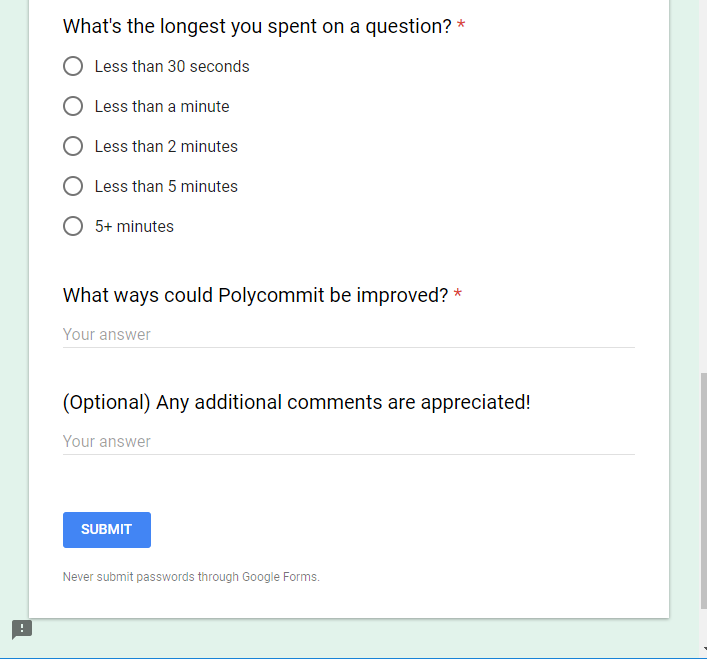 What's the longest you spent on a question? *
Less than 30 seconds
Less than a minute
Less than 2 minutes
Less than 5 minutes
5+ minutes
What ways could Polycommit be improved? *
Your answer
(Optional) Any additional comments are appreciated!
Your answer
SUBMIT
Never submit passwords through Google Forms.
!